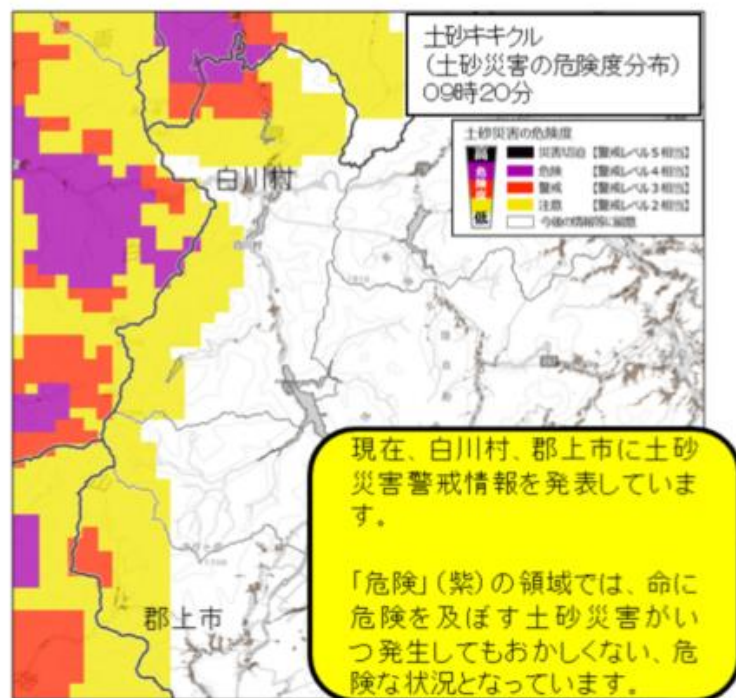 土砂キキクル
(土砂災害の危険度分布)
09時20分
土砂災害の危険度
高
危険度
低
災害切迫 【警戒レベル5相当】
危険 【警戒レベル4相当】
警戒 【警戒レベル3相当】
注意 【警戒レベル2相当】
今後の情報等に留意
白川村
郡上市
現在、白川村、郡上市に土砂
災害警戒情報を発表していま
す。
「危険」(紫)の領域では、命に
危険を及ぼす土砂災害がい
つ発生してもおかしくない、危
険な状況となっています。